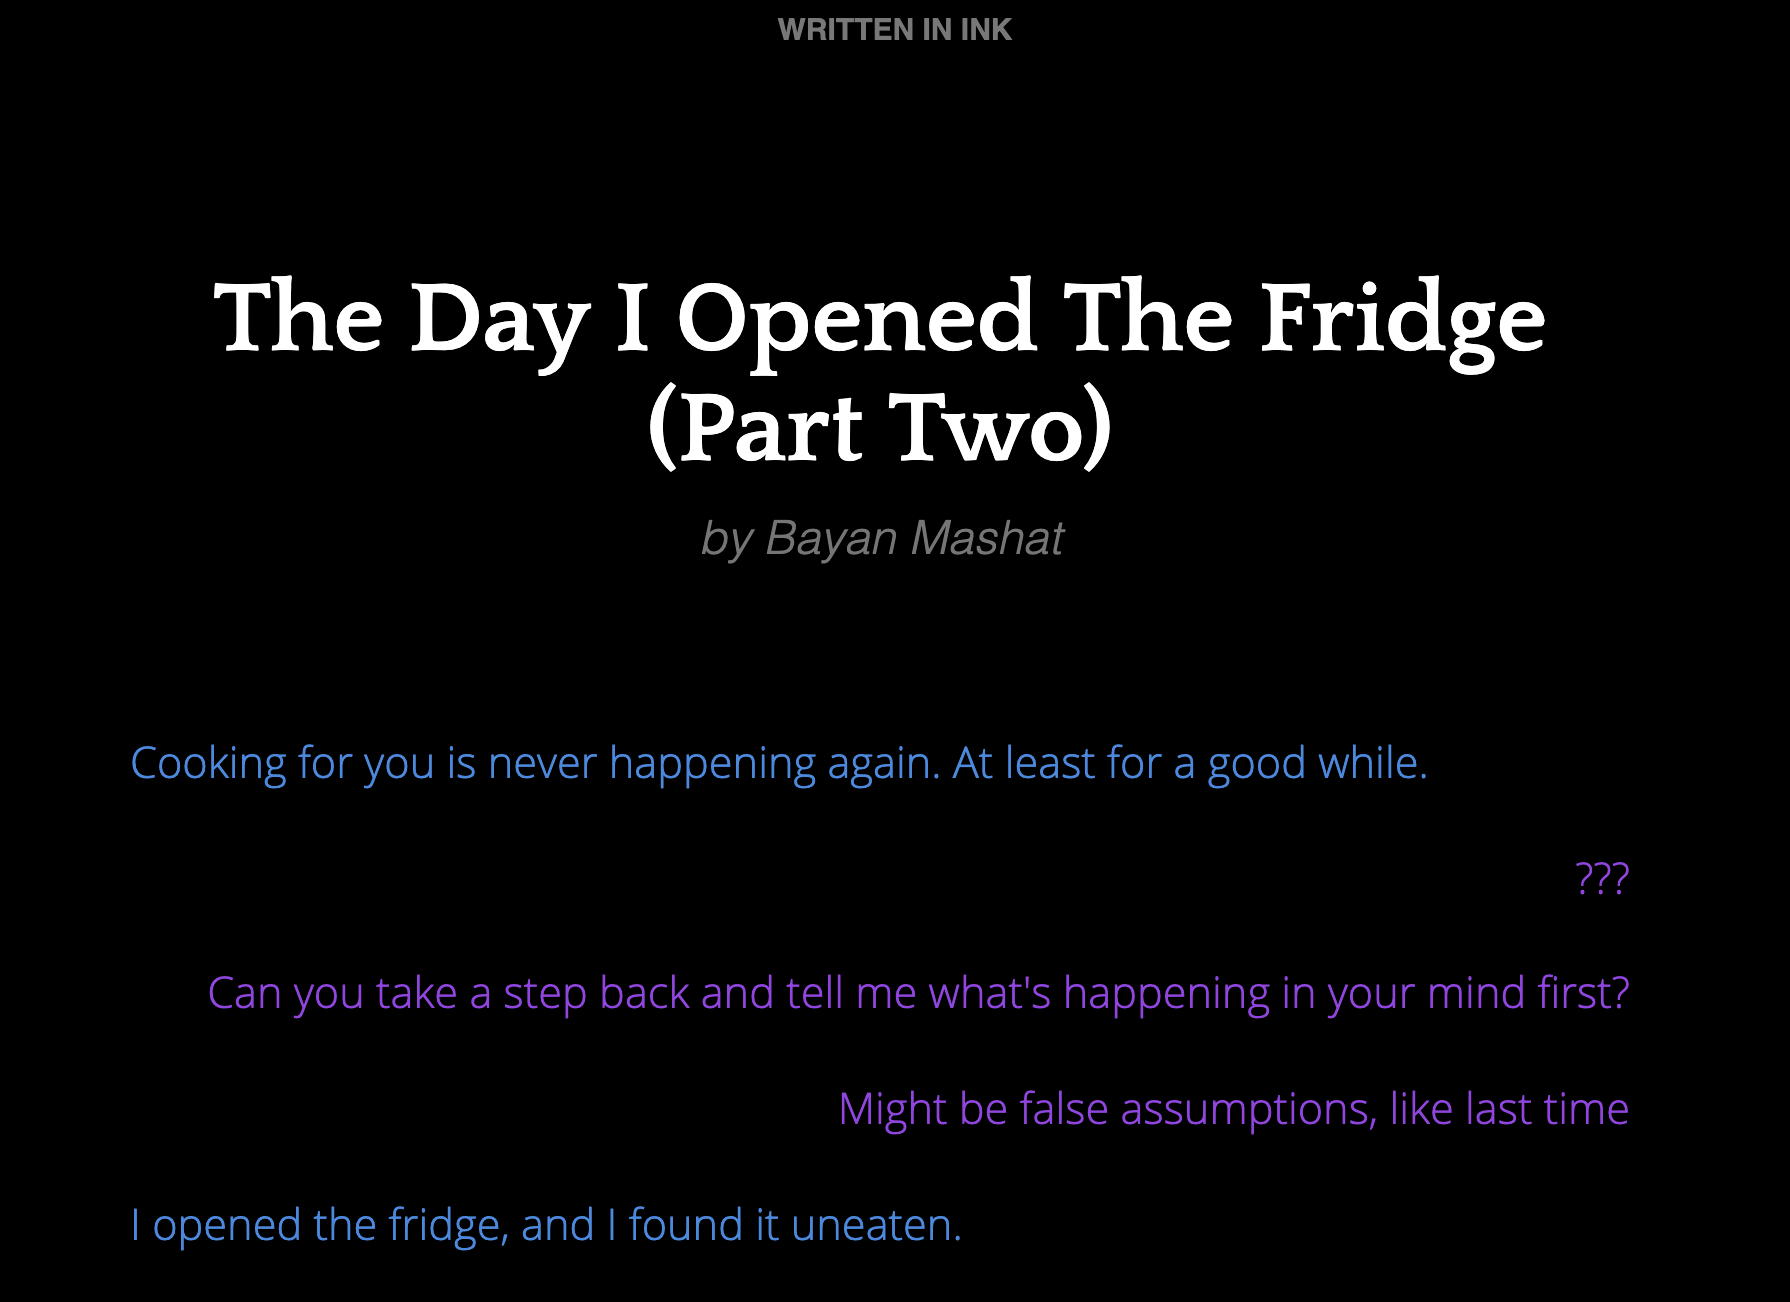 WRITTEN IN INK
The Day I Opened The Fridge
(Part Two)
by Bayan Mashat
Cooking for you is never happening again. At least for a good while.
???
Can you take a step back and tell me what's happening in your mind first?
Might be false assumptions, like last time
I opened the fridge, and I found it uneaten.